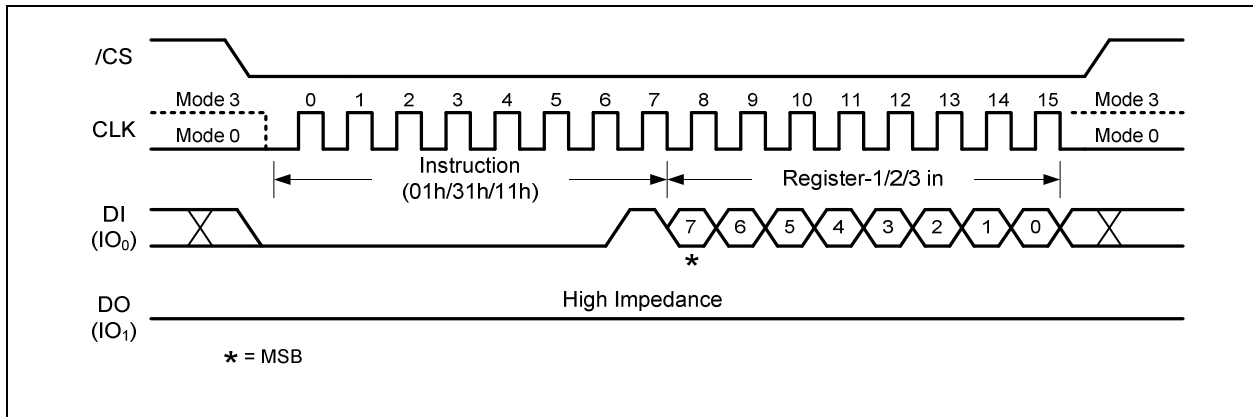 /CS
Mode 3 0 1 2 3 4 5 6 7 8 9 10 11 12 13 14 15 Mode 3
CLK
Mode 0 Mode 0
Instruction
(01h/31h/11h)
Register-1/2/3 in
DI
(IO₀)
7 6 5 4 3 2 1 0
*
High Impedance
DO
(IO₁)
* = MSB